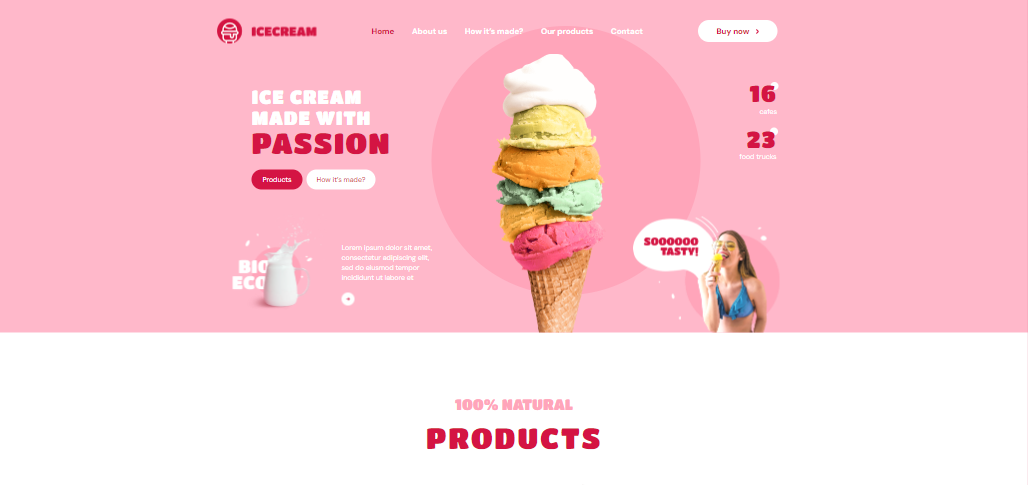 ICECREAM
Home About us How it's made? Our products Contact
Buy now
ICE CREAM
MADE WITH
PASSION
Products How it's made?
16
cafes
23
food trucks
BIO
ECO
Lorem ipsum dolor sit amet,
consectetur adipiscing elit,
sed do eiusmod tempor
incididunt ut labore et
SOOOOOO
TASTY!
100% NATURAL
PRODUCTS